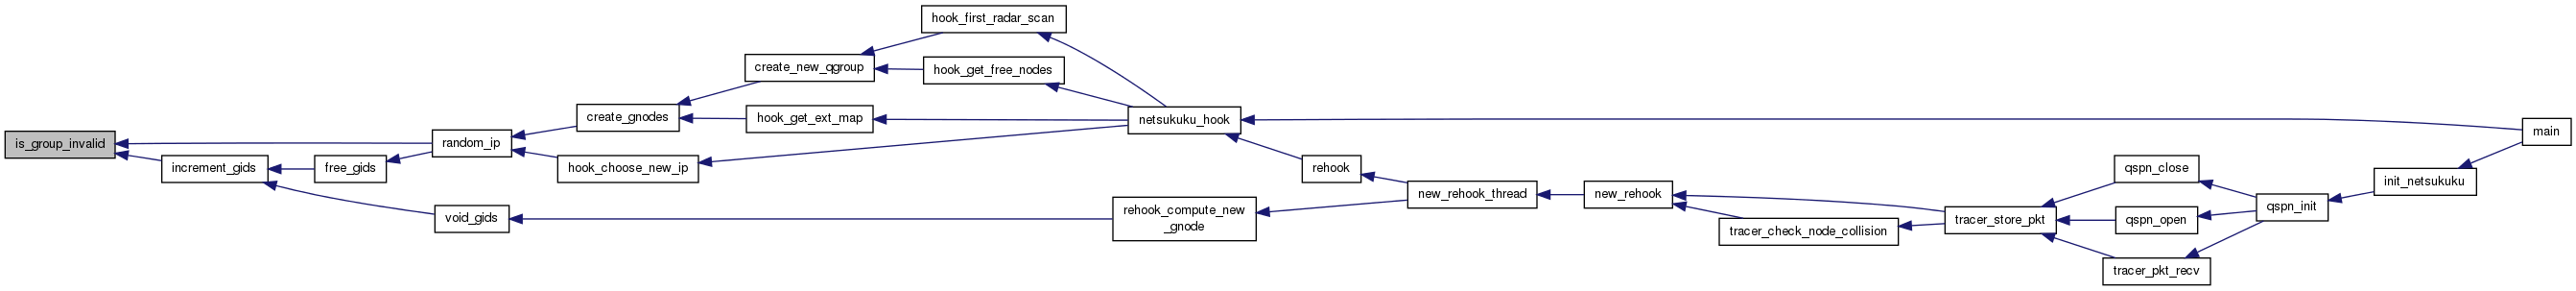 is_group_invalid
increment_gids
free_gids
random_ip
void_gids
create_gnodes
hook_choose_new_ip
create_new_qgroup
hook_get_ext_map
hook_first_radar_scan
hook_get_free_nodes
netsukuku_hook
rehook_compute_new
_gnode
rehook
new_rehook_thread
new_rehook
tracer_check_node_collision
tracer_store_pkt
qspn_close
qspn_open
tracer_pkt_recv
qspn_init
init_netsukuku
main